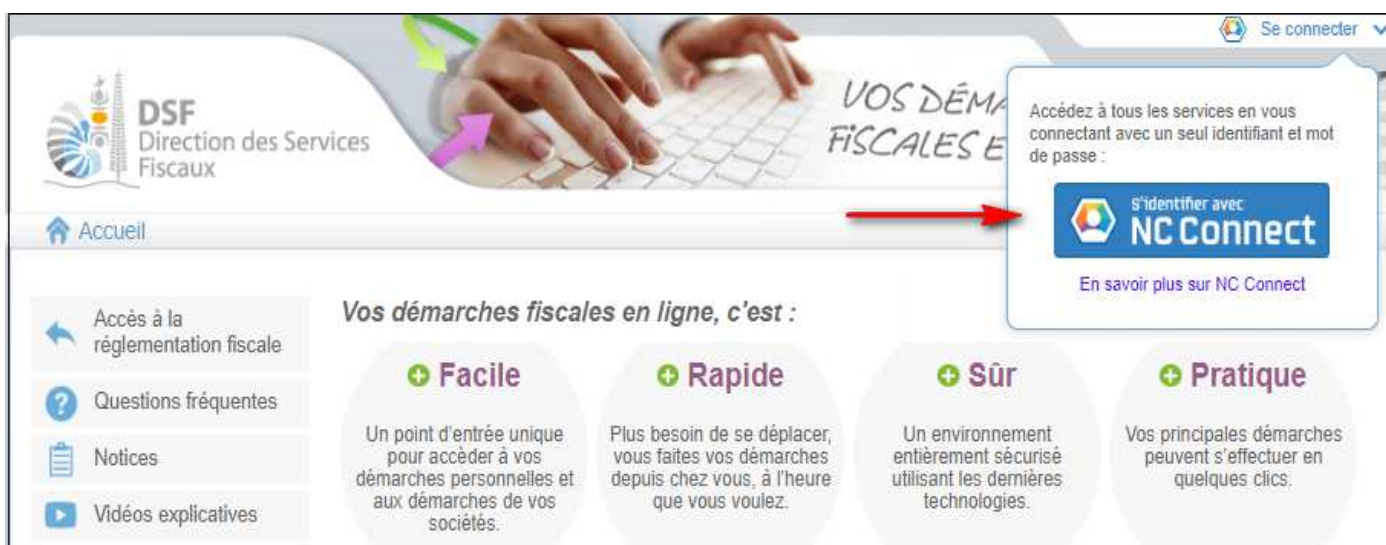 Se connecter
DSF
Direction des Services
Fiscaux
VOS DÉMA
FISCALES E
Accédez à tous les services en vous
connectant avec un seul identifiant et mot
de passe :
S'identifier avec
NC Connect
En savoir plus sur NC Connect
Accueil
Accès à la
réglementation fiscale
Questions fréquentes
Notices
Vidéos explicatives
Vos démarches fiscales en ligne, c'est :
Facile
Un point d'entrée unique
pour accèder à vos
démarches personnelles et
aux démarches de vos
sociétés.
Rapide
Plus besoin de se déplacer,
vous faites vos démarches
depuis chez vous, à l'heure
que vous voulez.
Sûr
Un environnement
entièrement sécurisé
utilisant les dernières
technologies.
Pratique
Vos principales démarches
peuvent s'effectuer en
quelques clics.